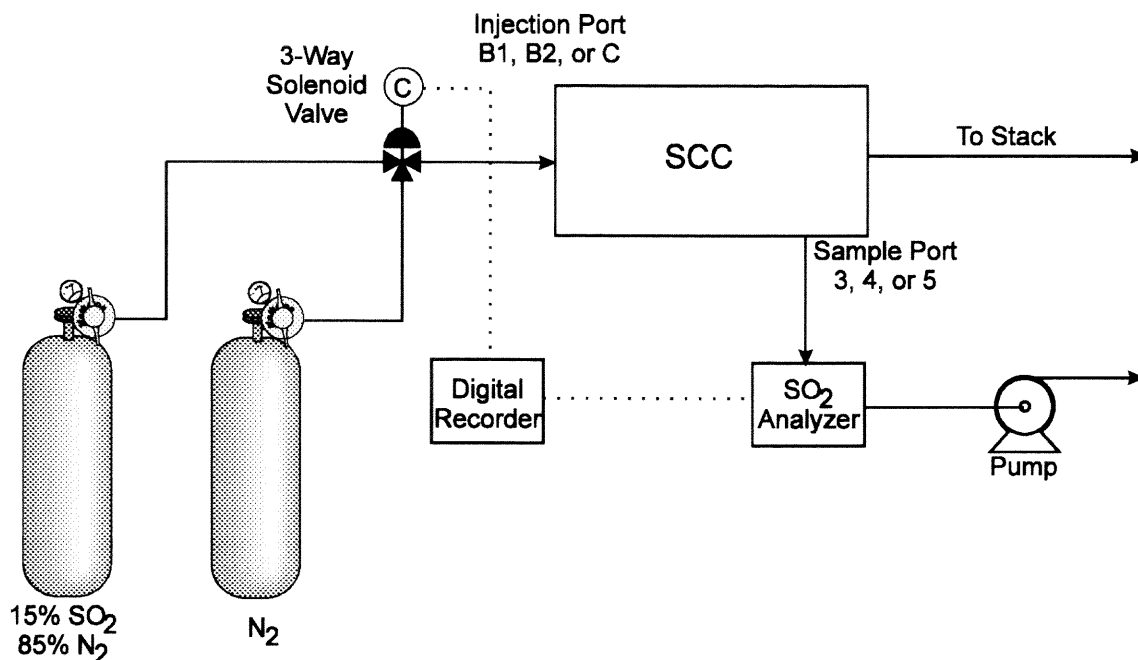 Injection Port
B1, B2, or C
3-Way
Solenoid
Valve
C
SCC
To Stack
Sample Port
3, 4, or 5
Digital
Recorder
SO2
Analyzer
Pump
15% SO2
85% N2
N2